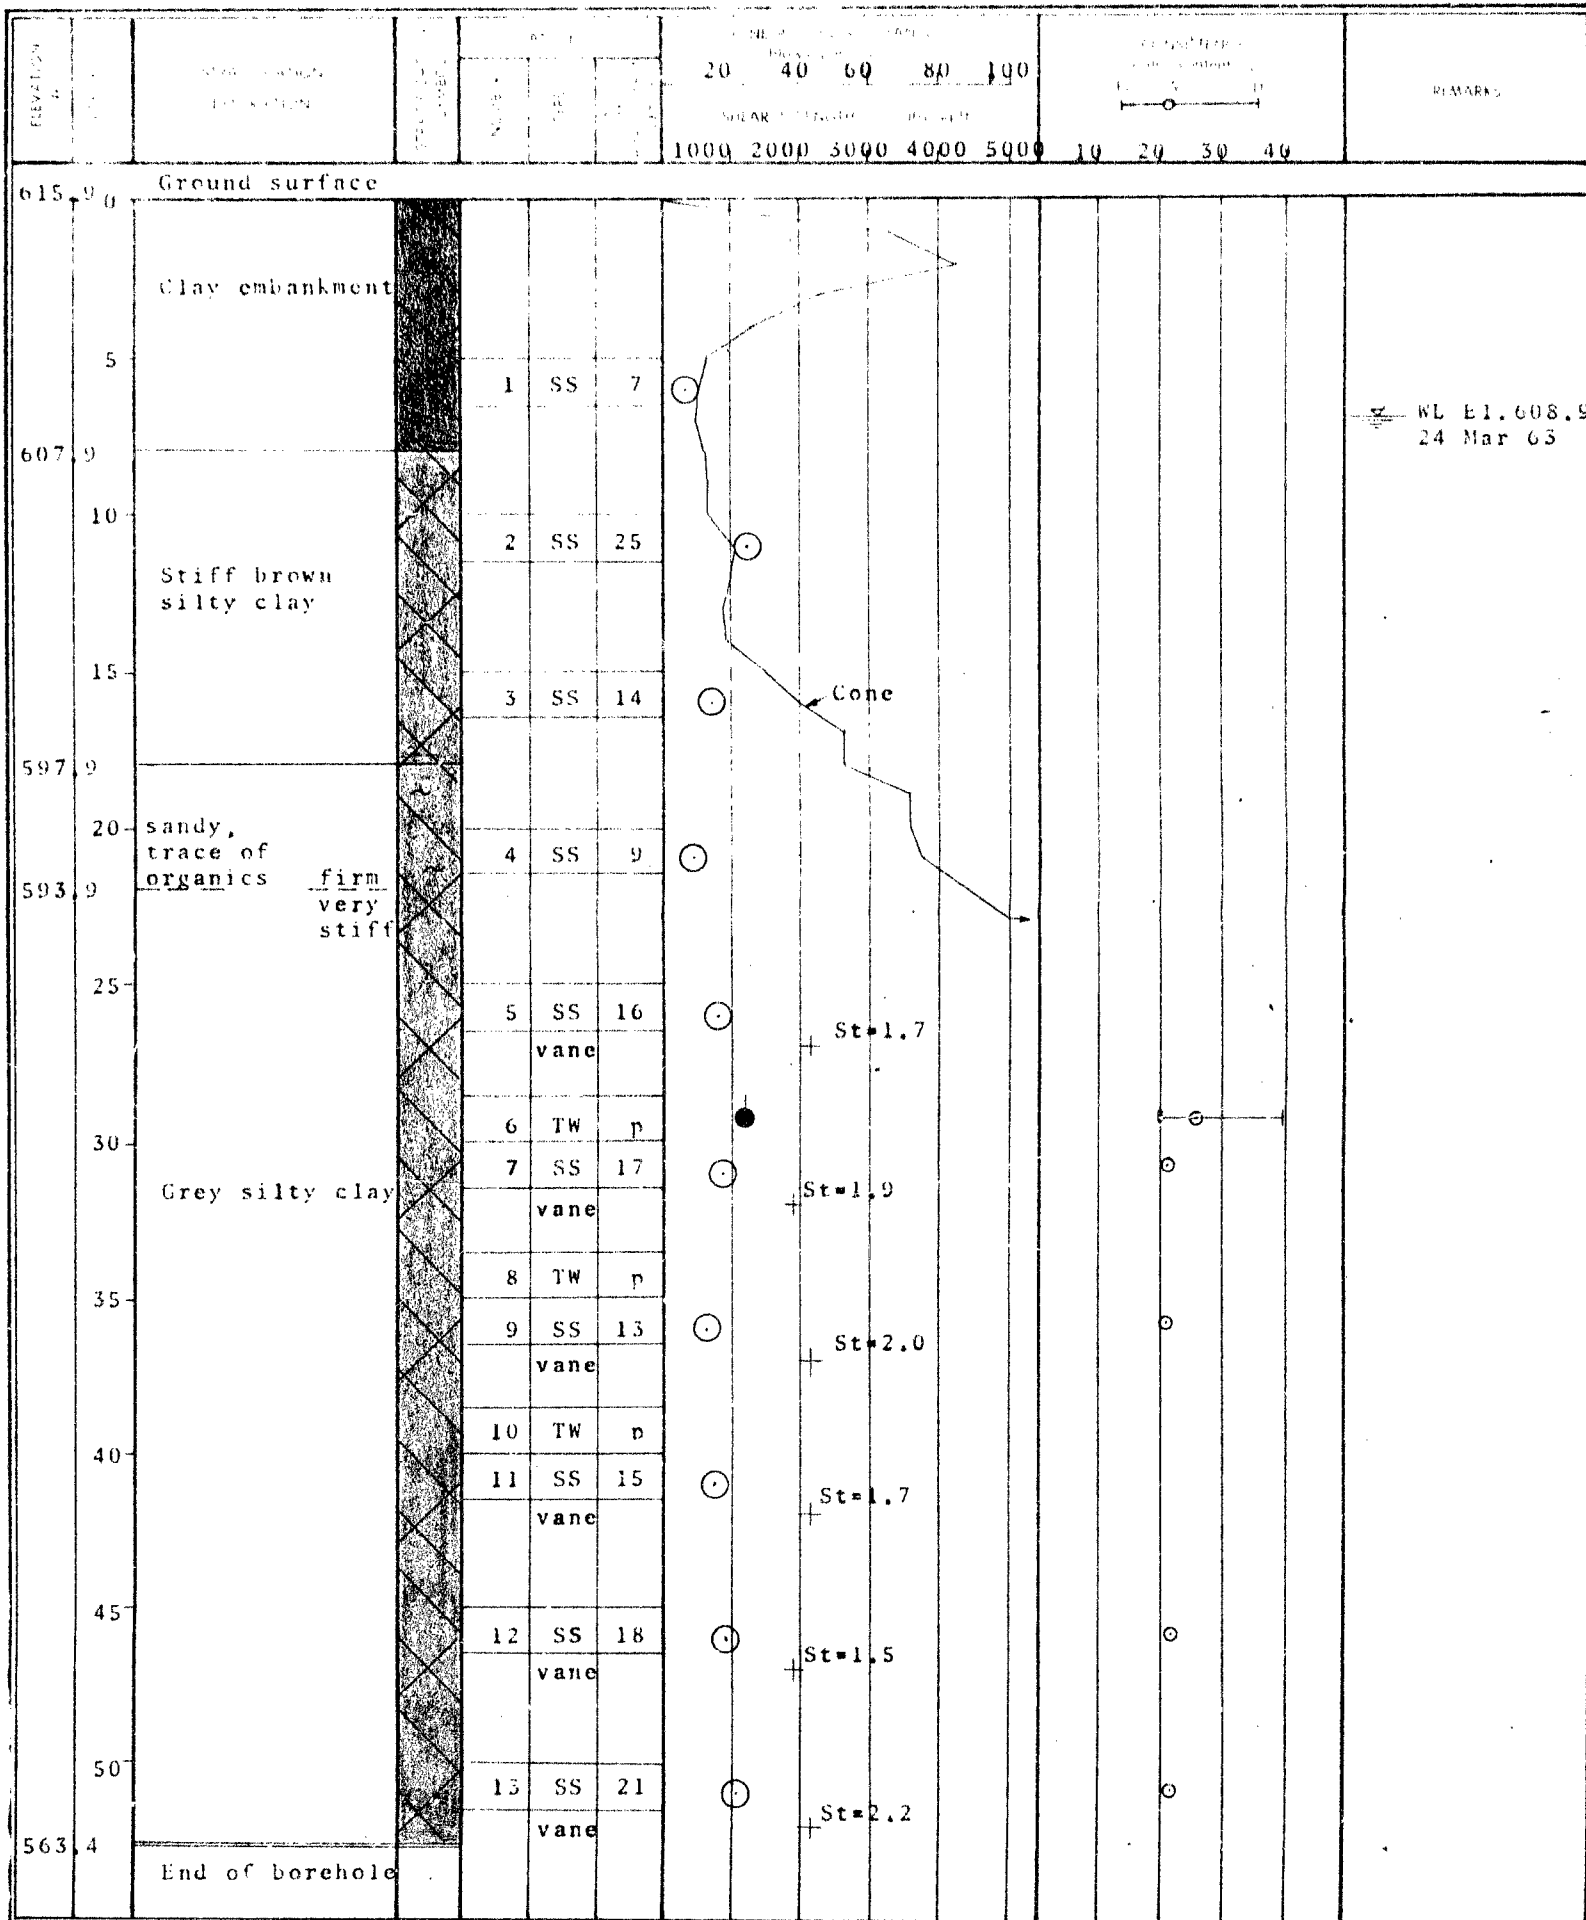 ELEVATION
REMARKS
20 40 60 80 100
1000 2000 3000 4000 5000 10 20 30 40
615.9 0 Ground surface
Clay embankment
5
1 SS 7
WL El.608.9
24 Mar 63
607.9
10
2 SS 25
Stiff brown
silty clay
15
3 SS 14
Cone
597.9
20
sandy,
trace of
organics
4 SS 9
593.9
firm
very
stiff
25
5 SS 16
St=1.7
vane
6 TW p
30
7 SS 17
Grey silty clay
St=1.9
vane
8 TW p
35
9 SS 13
St=2.0
vane
10 TW p
40
11 SS 15
St=1.7
vane
45
12 SS 18
St=1.5
vane
50
13 SS 21
St=2.2
vane
563.4
End of borehole